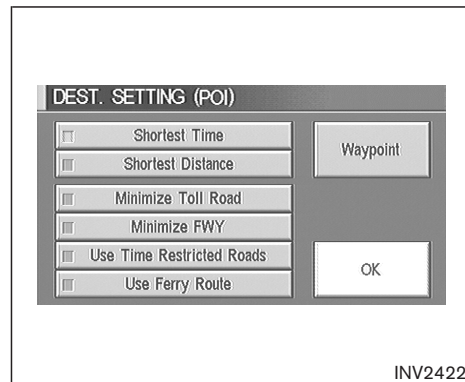 DEST. SETTING (POI)
Shortest Time
Shortest Distance
Waypoint
Minimize Toll Road
Minimize FWY
Use Time Restricted Roads
Use Ferry Route
OK
INV2422